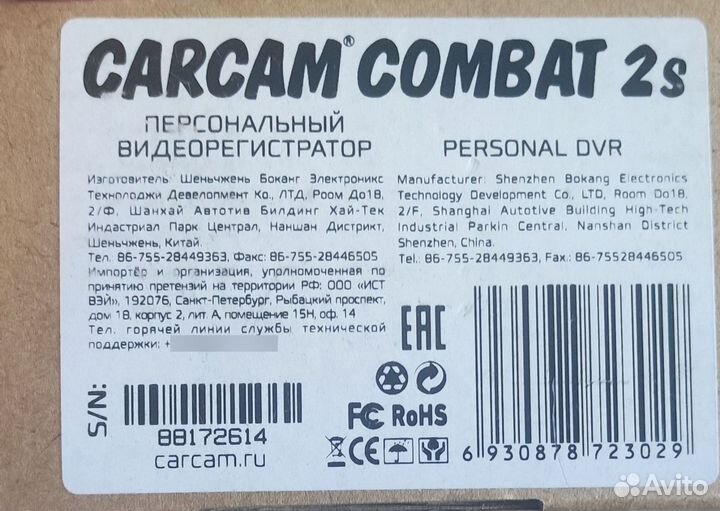 CARCAM® COMBAT 2s
ПЕРСОНАЛЬНЫЙ
ВИДЕОРЕГИСТРАТОР
Изготовитель: Шеньчжень Боканг Электроникс
Технолоджи Девелопмент Ко., ЛТД, Роом До18,
2/Ф, Шанхай Автотив Билдинг Хай-Тек
Индастриал Парк Централ, Наншан Дистрикт,
Шеньчжень, Китай.
Тел. 86-755-28449363, Факс: 86-755-28446505
Импортёр и организация, уполномоченная по
принятию претензий на территории РФ: ООО «ИСТ
ВЭЙ», 192076, Санкт-Петербург, Рыбацкий проспект,
дом 18, корпус 2, лит. А, помещение 15Н, оф. 14
Тел. горячей линии службы технической
поддержки: +
PERSONAL DVR
Manufacturer: Shenzhen Bokang Electronics
Technology Development Co., LTD, Room Do18,
2/F, Shanghai Autotive Building High-Tech
Industrial Parkin Central, Nanshan District
Shenzhen, China.
Tel.: 86-755-28449363, Fax.: 86-75528446505
S/N:
88172614
carcam.ru
EAC
FC RoHS
CE
6 930878 723029
Avito